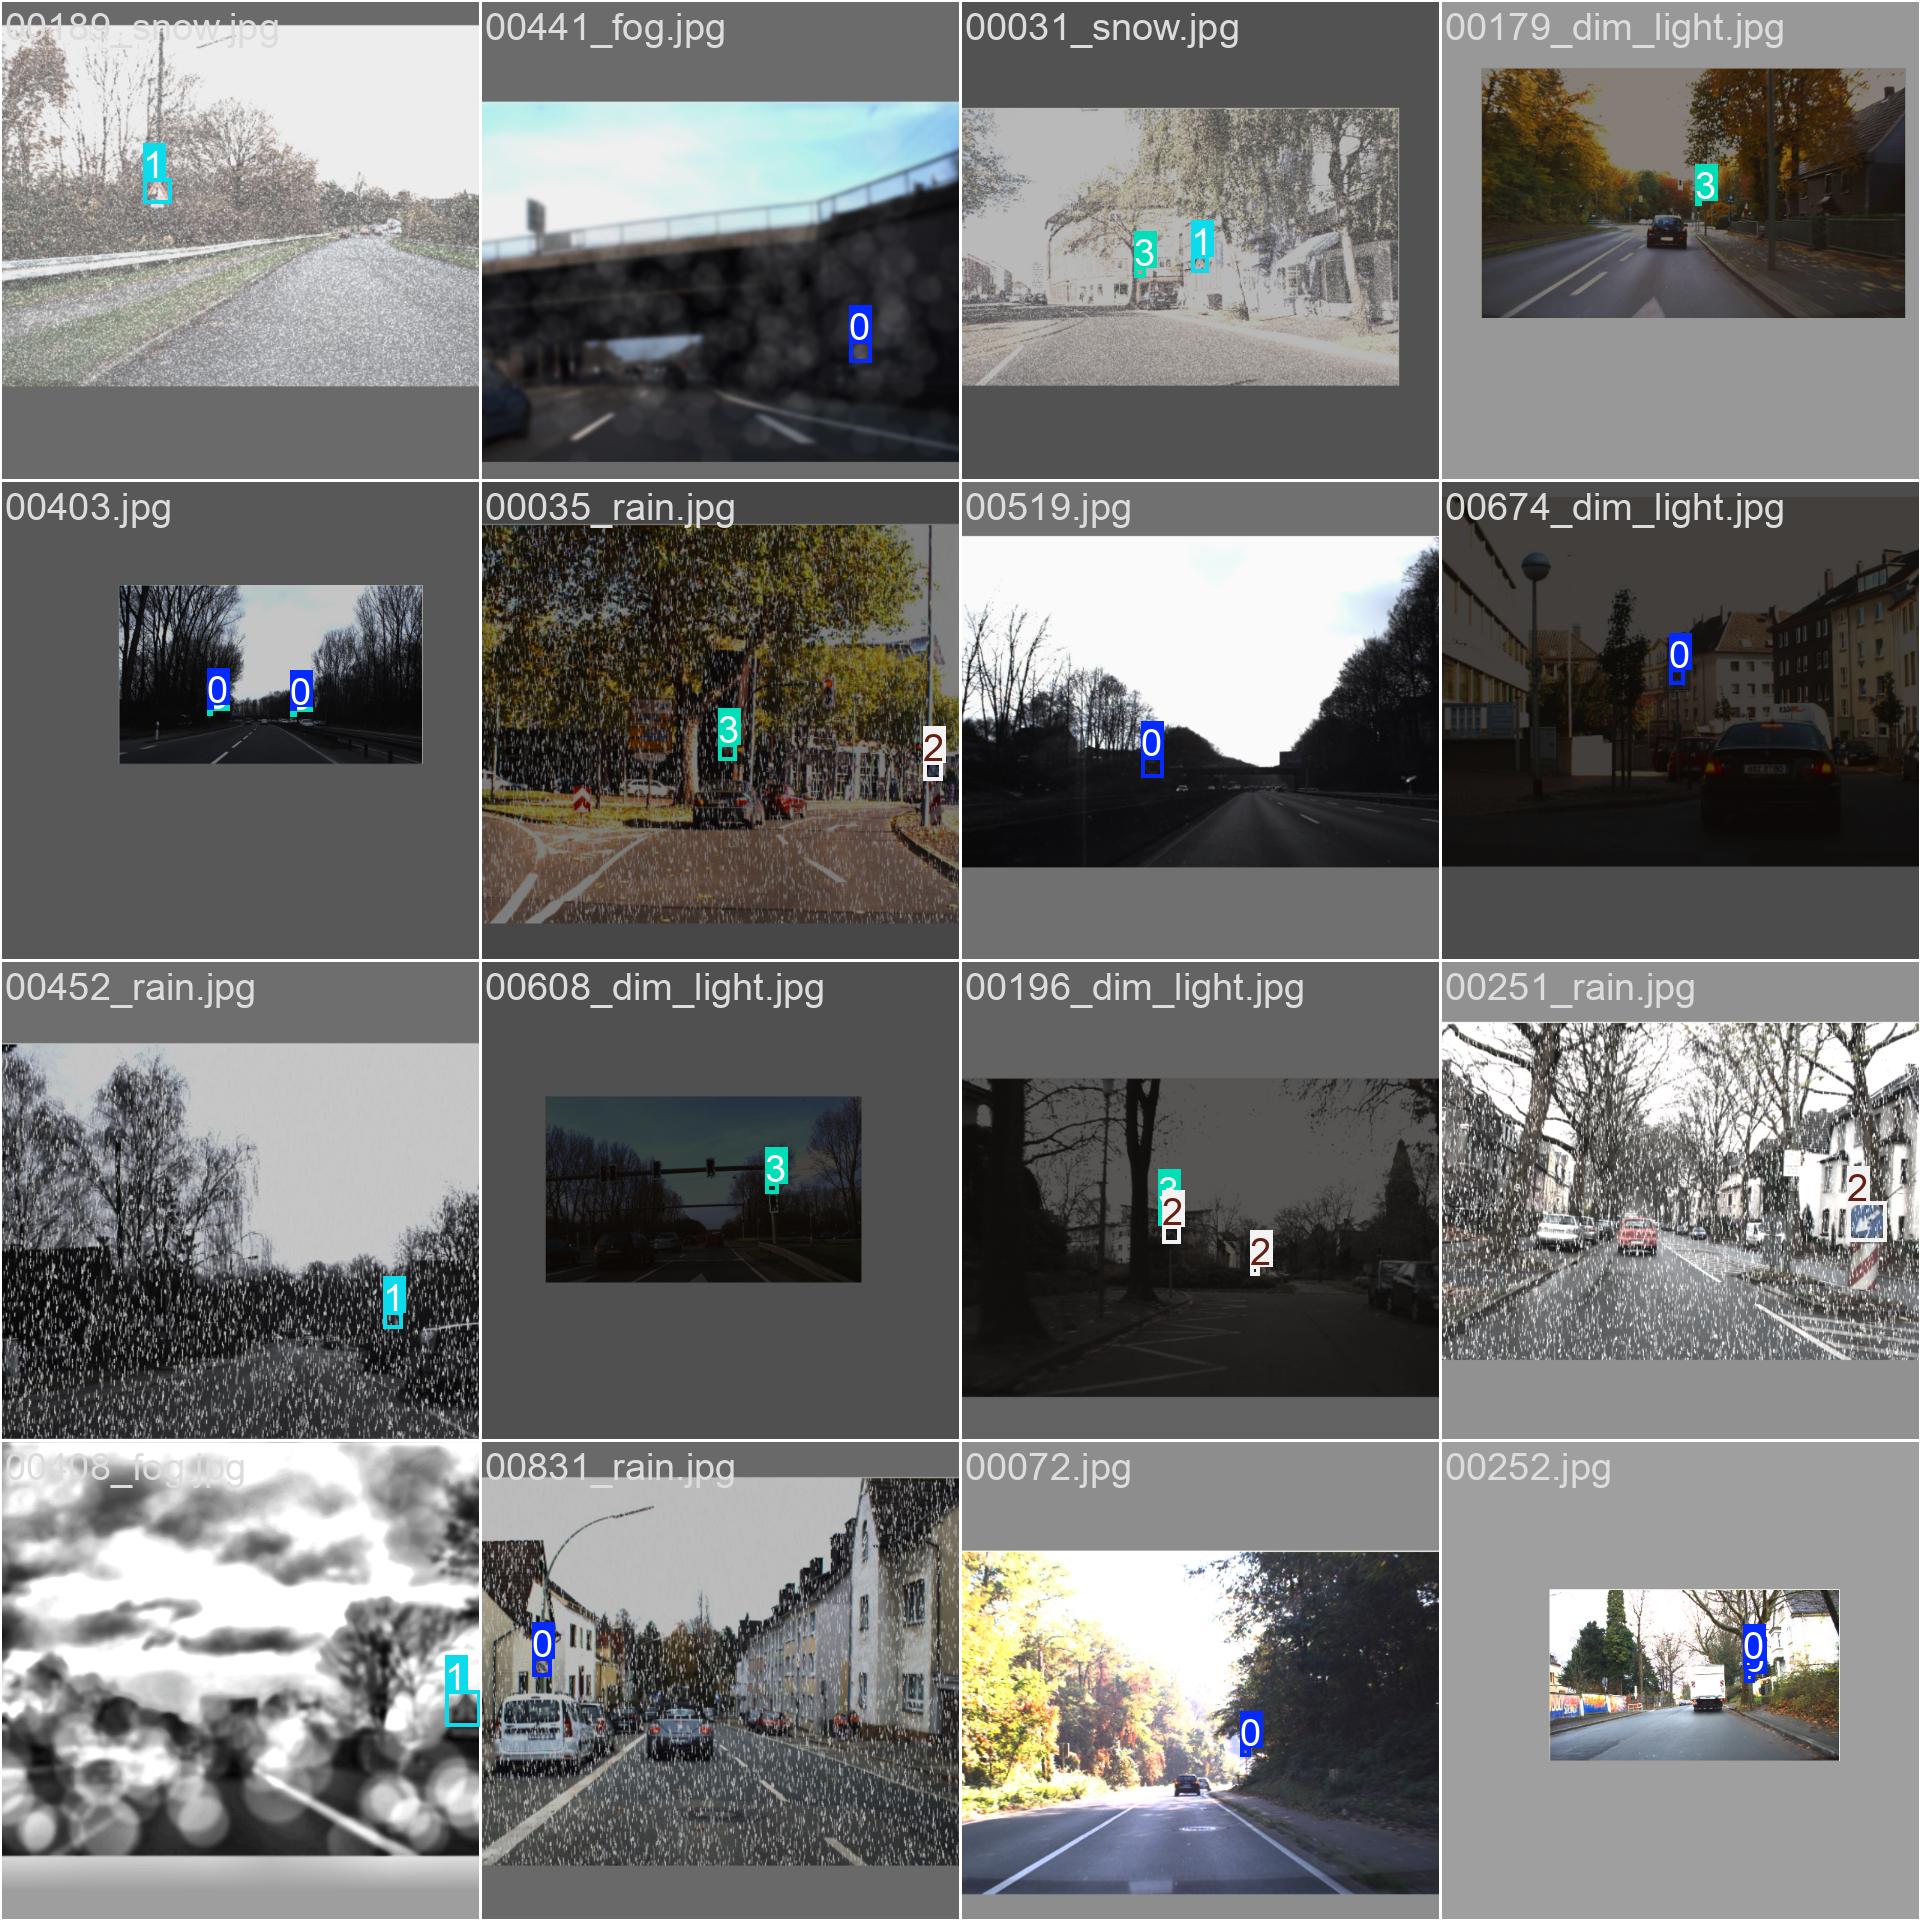 00189_snow.jpg
00441_fog.jpg
00031_snow.jpg
00179_dim_light.jpg
1
0
3
1
3
00403.jpg
00035_rain.jpg
00519.jpg
00674_dim_light.jpg
0
0
3
2
0
0
00452_rain.jpg
00608_dim_light.jpg
00196_dim_light.jpg
00251_rain.jpg
1
3
3
2
2
2
00408_fog.jpg
00831_rain.jpg
00072.jpg
00252.jpg
1
0
0
0